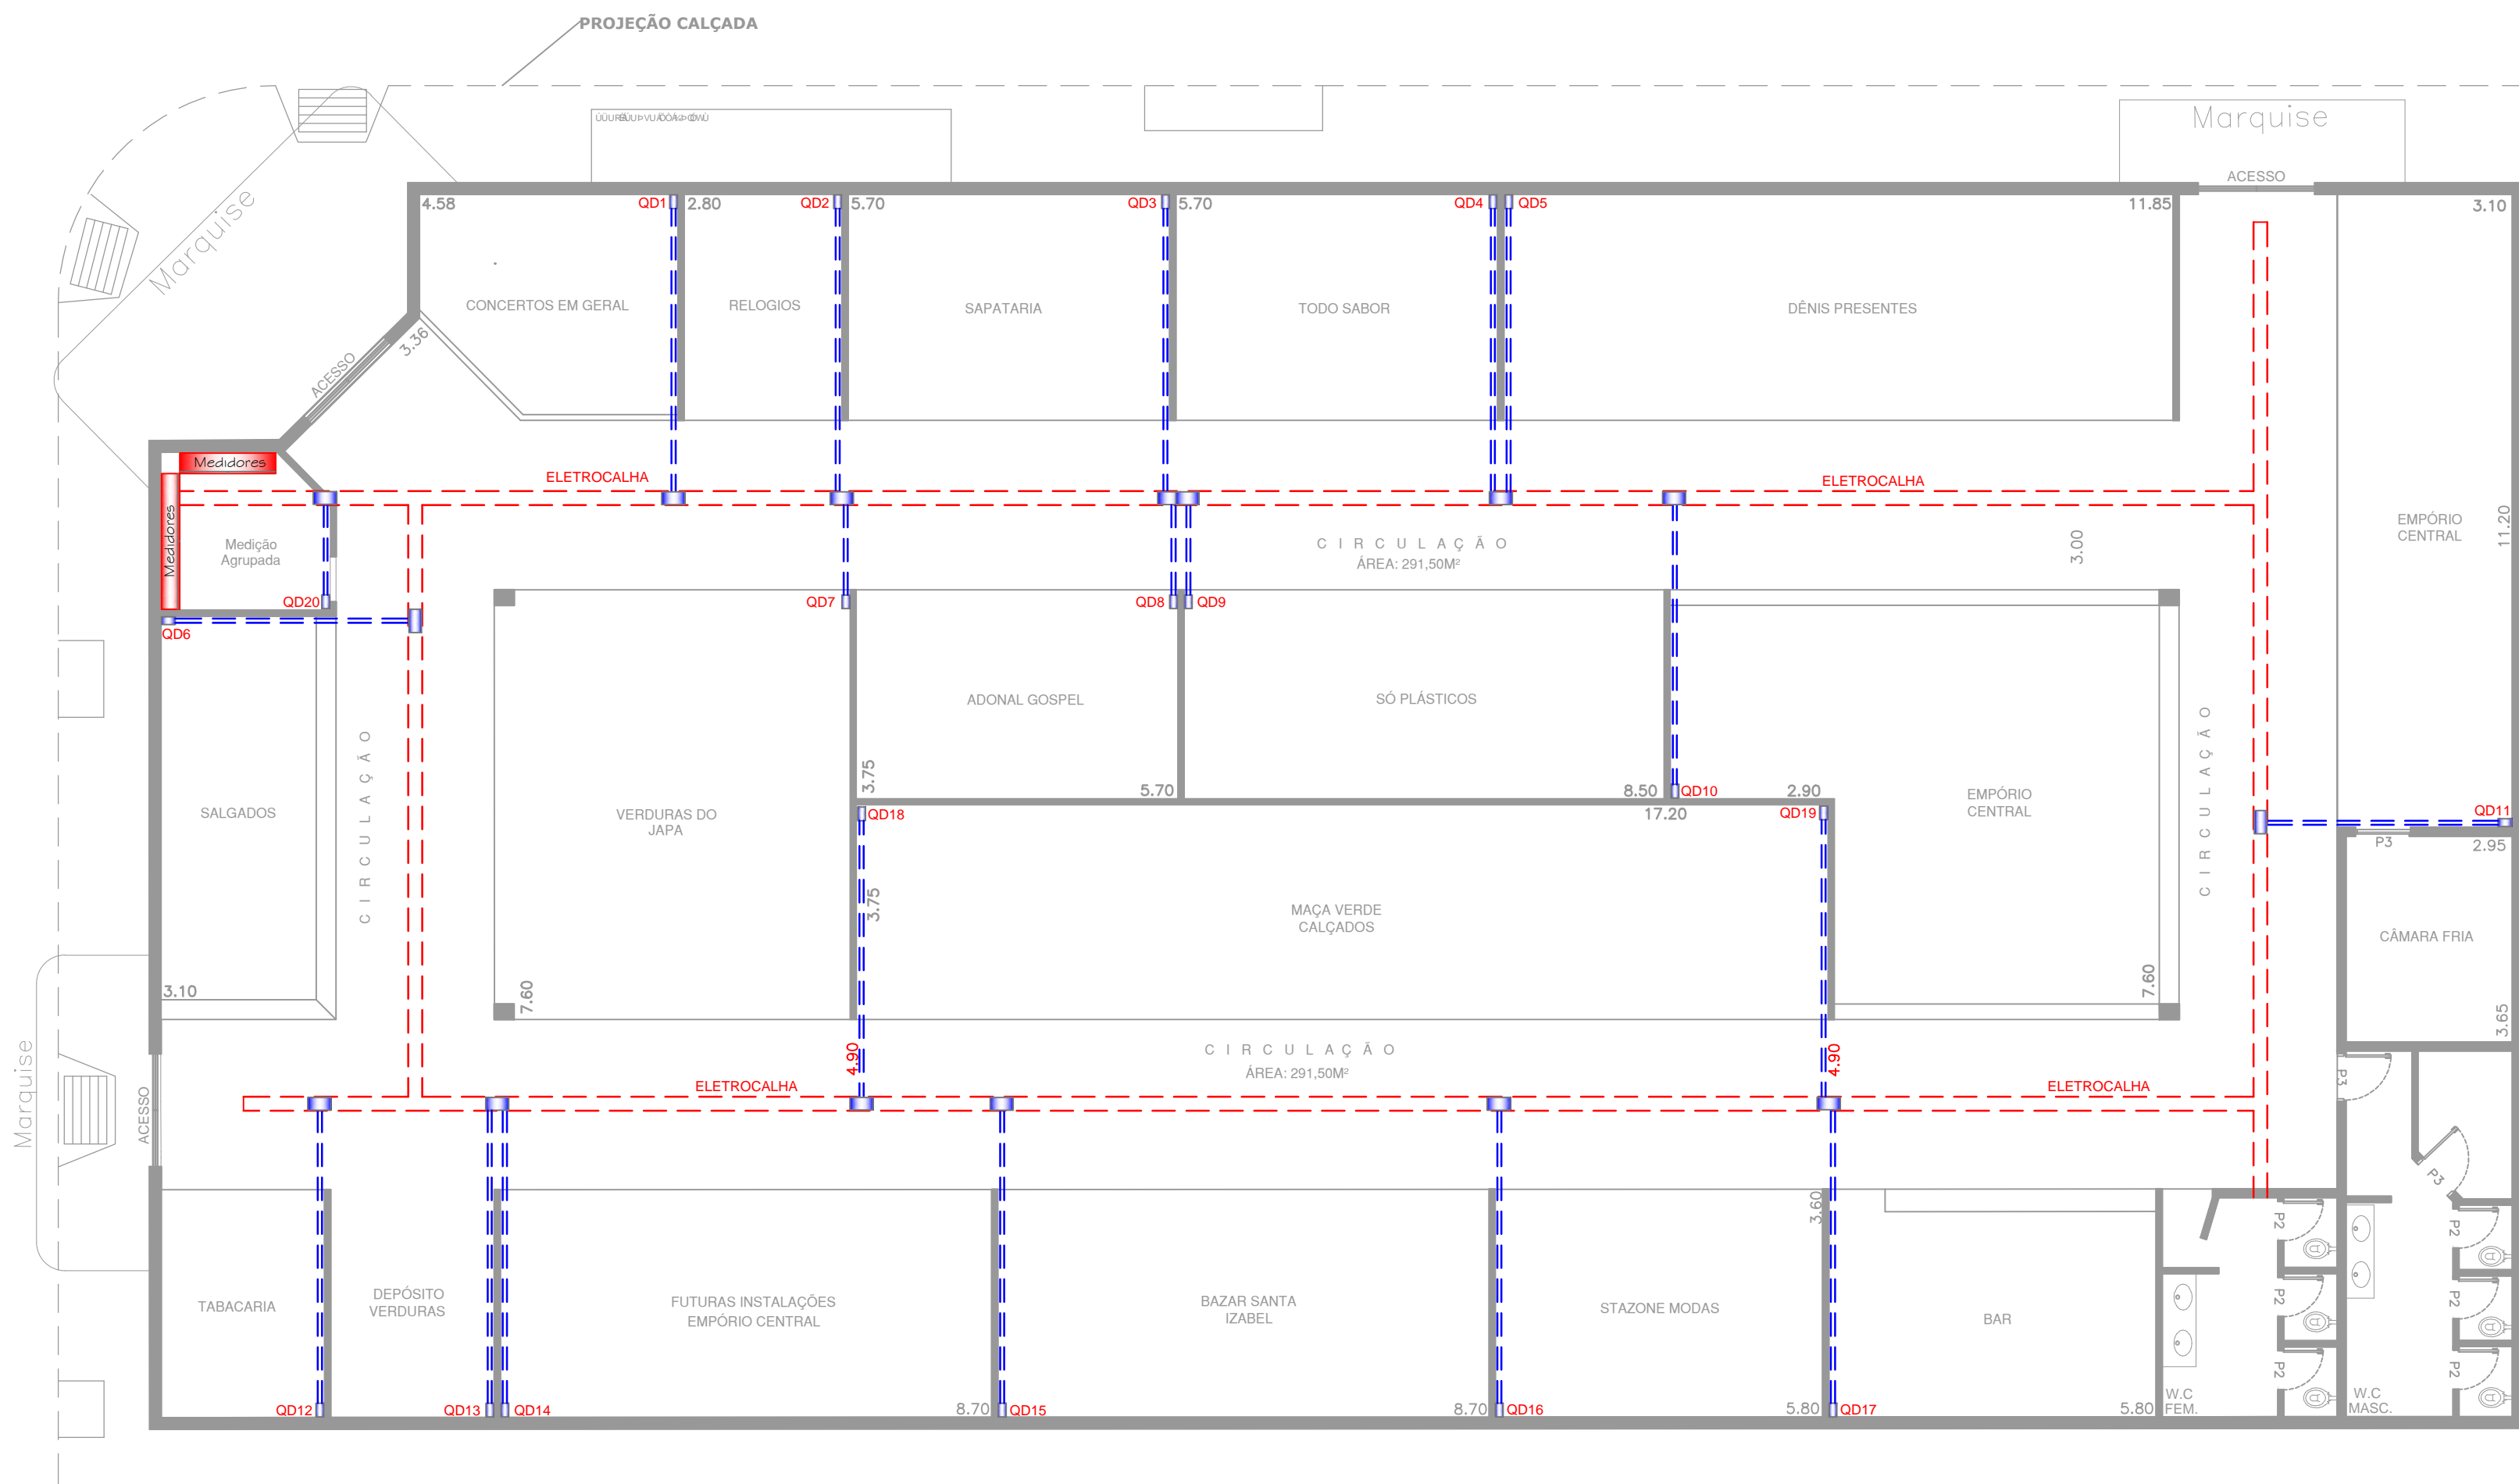 PROJEÇÃO CALÇADA
Marquise
ACESSO
Marquise
4.58
QD1
2.80
QD2
5.70
QD3
5.70
QD4
QD5
11.85
3.10
CONCERTOS EM GERAL
RELOGIOS
SAPATARIA
TODO SABOR
DÊNIS PRESENTES
3.36
ACESSO
Medidores
ELETROCALHA
ELETROCALHA
Medidores
Medição
Agrupada
CIRCULAÇÃO
ÁREA: 291,50M²
3.00
EMPÓRIO
CENTRAL
11.20
QD20
QD6
QD7
QD8
QD9
ADONAL GOSPEL
SÓ PLÁSTICOS
CIRCULAÇÃO
CIRCULAÇÃO
SALGADOS
VERDURAS DO
JAPA
3.75
5.70
8.50
QD10
2.90
17.20
QD18
QD19
EMPÓRIO
CENTRAL
QD11
P3
2.95
3.75
MAÇA VERDE
CALÇADOS
CÂMARA FRIA
3.10
7.60
7.60
3.65
Marquise
ACESSO
CIRCULAÇÃO
ÁREA: 291,50M²
4.90
4.90
ELETROCALHA
ELETROCALHA
P3
P3
3.60
P2
P2
TABACARIA
DEPÓSITO
VERDURAS
FUTURAS INSTALAÇÕES
EMPÓRIO CENTRAL
BAZAR SANTA
IZABEL
STAZONE MODAS
BAR
P2
P2
P2
P2
QD12
QD13
QD14
8.70
QD15
8.70
QD16
5.80
QD17
5.80
W.C
FEM.
W.C
MASC.